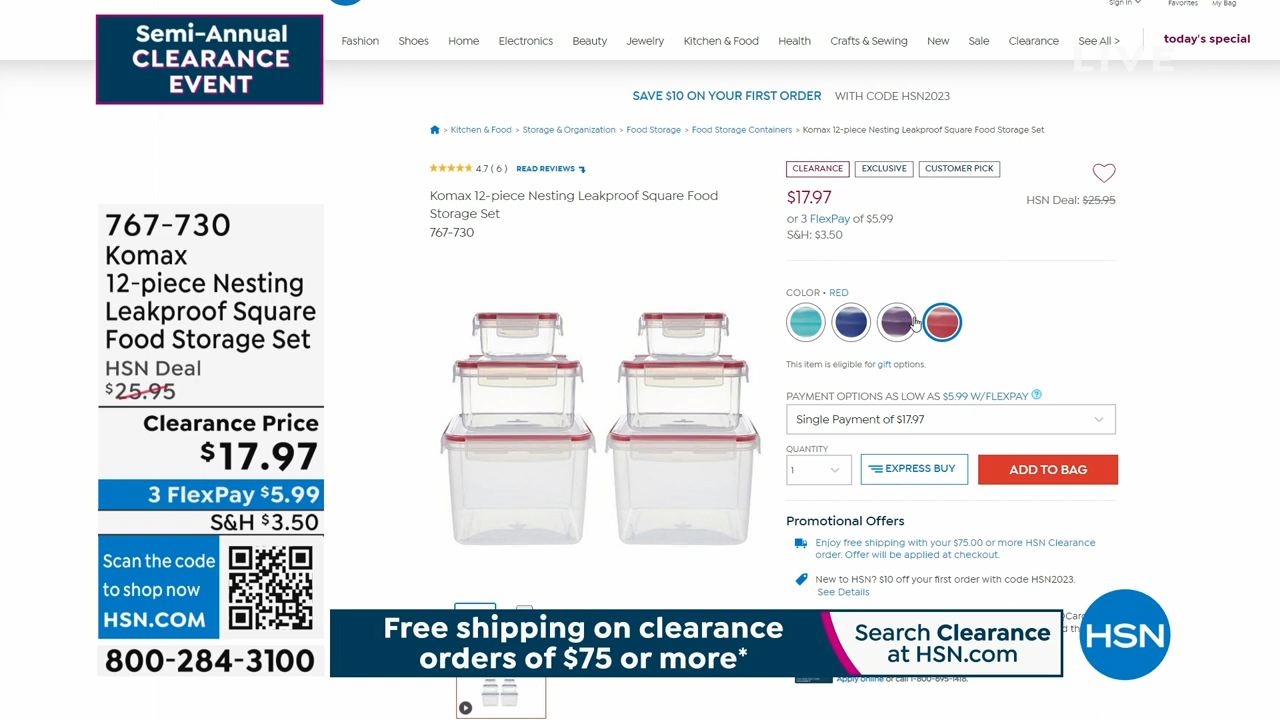 Semi-Annual
CLEARANCE
EVENT
Sign In
Favorites
My Bag
Fashion
Shoes
Home
Electronics
Beauty
Jewelry
Kitchen & Food
Health
Crafts & Sewing
New
Sale
Clearance
See All >
today's special
LIVE
SAVE $10 ON YOUR FIRST ORDER WITH CODE HSN2023
> Kitchen & Food > Storage & Organization > Food Storage > Food Storage Containers > Komax 12-piece Nesting Leakproof Square Food Storage Set
4.7 ( 6 ) READ REVIEWS
Komax 12-piece Nesting Leakproof Square Food
Storage Set
767-730
CLEARANCE
EXCLUSIVE
CUSTOMER PICK
$17.97
HSN Deal: $25.95
or 3 FlexPay of $5.99
S&H: $3.50
COLOR • RED
This item is eligible for gift options.
PAYMENT OPTIONS AS LOW AS $5.99 W/FLEXPAY ?
Single Payment of $17.97
QUANTITY
1
EXPRESS BUY
ADD TO BAG
Promotional Offers
Enjoy free shipping with your $75.00 or more HSN Clearance
order. Offer will be applied at checkout.
New to HSN? $10 off your first order with code HSN2023.
See Details
Apply online or call 1-800-695-1418.
767-730
Komax
12-piece Nesting
Leakproof Square
Food Storage Set
HSN Deal
$25.95
Clearance Price
$17.97
3 FlexPay $5.99
S&H $3.50
Scan the code
to shop now
HSN.COM
800-284-3100
Free shipping on clearance
orders of $75 or more*
Search Clearance
at HSN.com
HSN